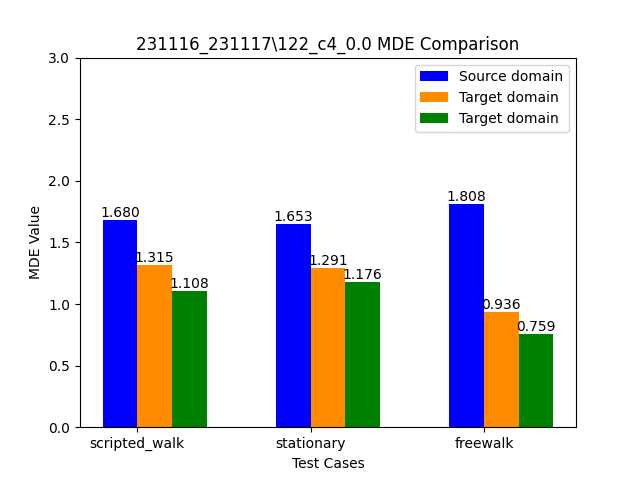 231116_231117\122_c4_0.0 MDE Comparison
3.0
2.5
2.0
1.5
1.0
0.5
0.0
MDE Value
Source domain
Target domain
Target domain
1.680
1.315
1.108
1.653
1.291
1.176
1.808
0.936
0.759
scripted_walk
stationary
freewalk
Test Cases